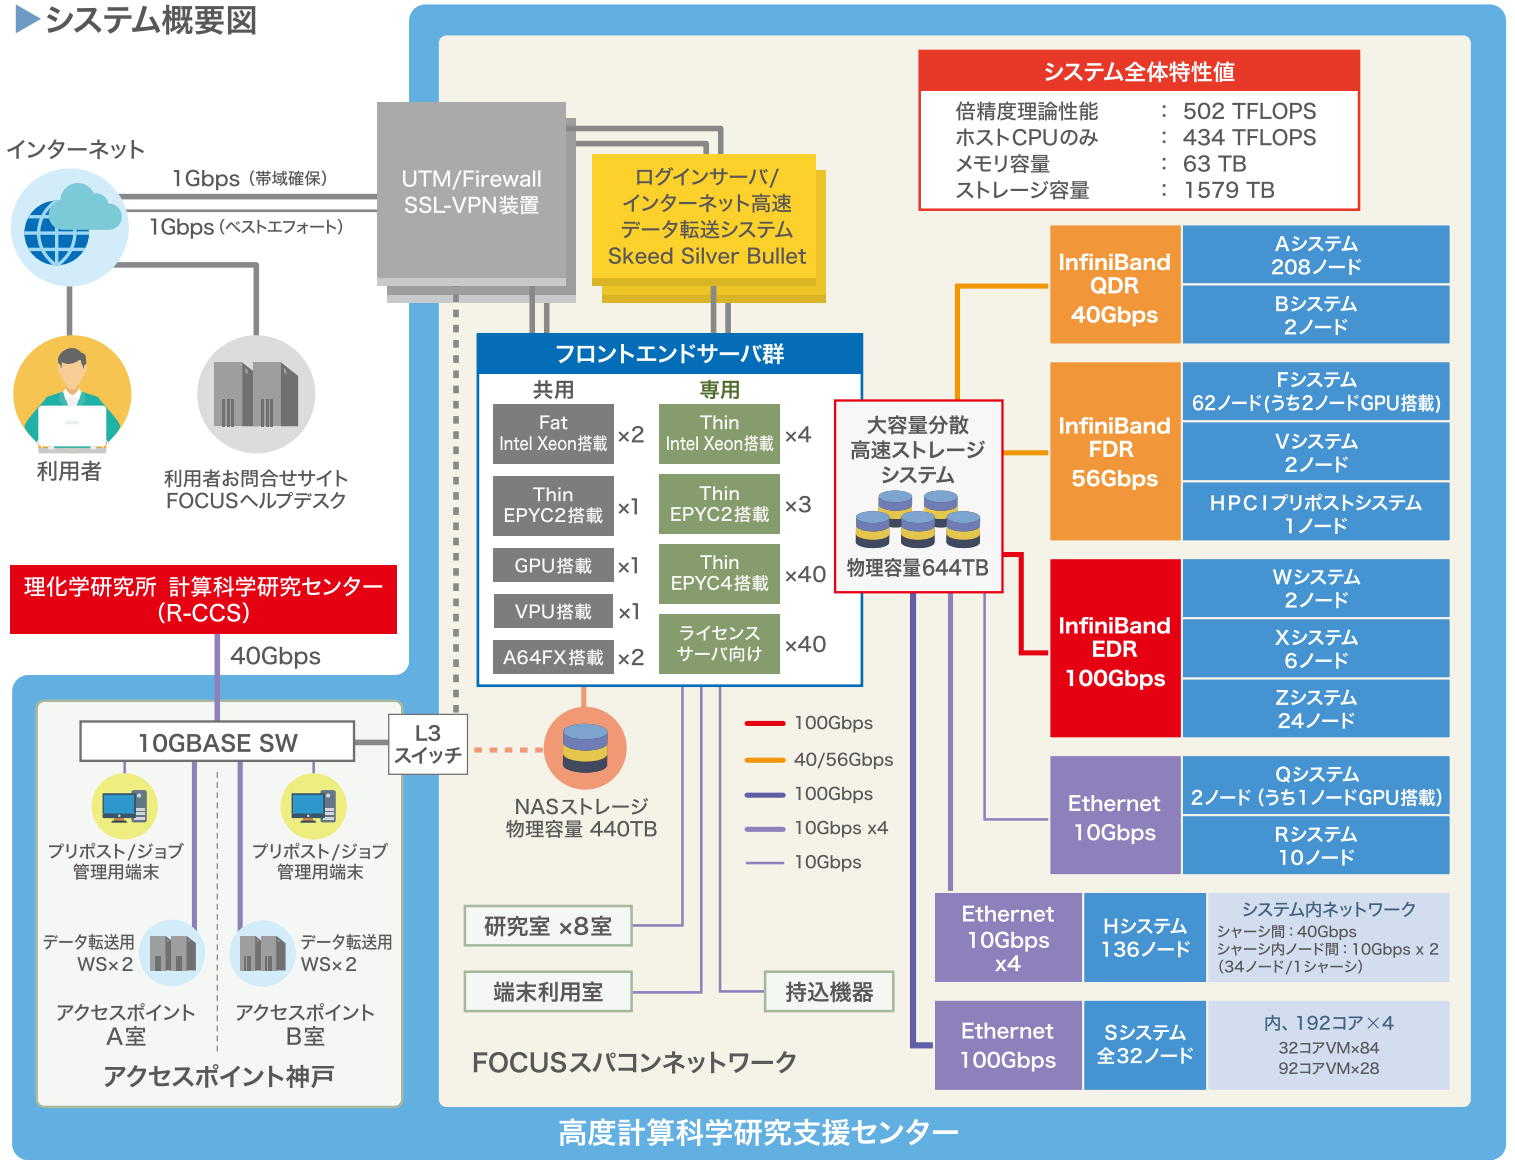 システム概要図
システム全体特性値
倍精度理論性能 : 502 TFLOPS
ホストCPUのみ : 434 TFLOPS
メモリ容量 : 63 TB
ストレージ容量 : 1579 TB
インターネット
1Gbps（帯域確保）
1Gbps（ベストエフォート）
UTM/Firewall
SSL-VPN装置
ログインサーバ/
インターネット高速
データ転送システム
Skeed Silver Bullet
利用者
利用者お問合せサイト
FOCUSヘルプデスク
フロントエンドサーバ群
共用
Fat
Intel Xeon搭載 ×2
Thin
EPYC2搭載 ×1
GPU搭載 ×1
VPU搭載 ×1
A64FX搭載 ×2
専用
Thin
Intel Xeon搭載 ×4
Thin
EPYC2搭載 ×3
Thin
EPYC4搭載 ×40
ライセンス
サーバ向け ×40
大容量分散
高速ストレージ
システム
物理容量644TB
InfiniBand
QDR
40Gbps
Aシステム
208ノード
Bシステム
2ノード
InfiniBand
FDR
56Gbps
Fシステム
62ノード(うち2ノードGPU搭載)
Vシステム
2ノード
HPCIプリポストシステム
1ノード
InfiniBand
EDR
100Gbps
Wシステム
2ノード
Xシステム
6ノード
Zシステム
24ノード
Ethernet
10Gbps
Qシステム
2ノード（うち1ノードGPU搭載）
Rシステム
10ノード
Ethernet
10Gbps
x4
Hシステム
136ノード
システム内ネットワーク
シャーシ間：40Gbps
シャーシ内ノード間：10Gbps x 2
（34ノード/1シャーシ）
Ethernet
100Gbps
Sシステム
全32ノード
内、192コア×4
32コアVM×84
92コアVM×28
理化学研究所 計算科学研究センター
（R-CCS）
40Gbps
10GBASE SW
L3
スイッチ
プリポスト/ジョブ
管理用端末
プリポスト/ジョブ
管理用端末
データ転送用
WS×2
データ転送用
WS×2
アクセスポイント
A室
アクセスポイント
B室
アクセスポイント神戸
NASストレージ
物理容量 440TB
100Gbps
40/56Gbps
100Gbps
10Gbps x4
10Gbps
研究室 ×8室
端末利用室
持込機器
FOCUSスパコンネットワーク
高度計算科学研究支援センター